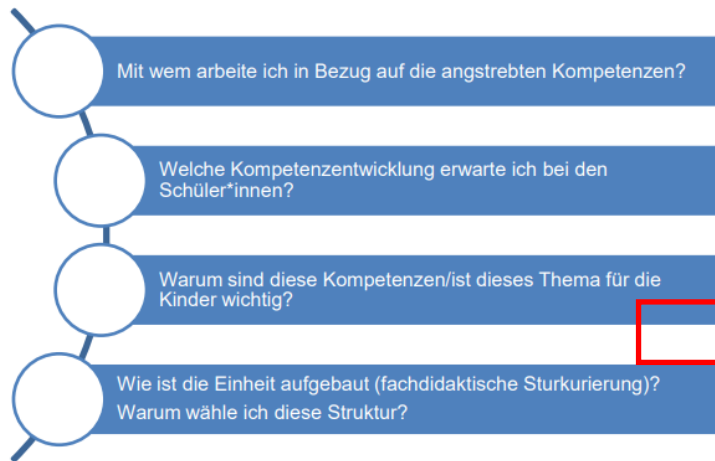 Mit wem arbeite ich in Bezug auf die angstrebten Kompetenzen?
Welche Kompetenzentwicklung erwarte ich bei den
Schüler*innen?
Warum sind diese Kompetenzen/ist dieses Thema für die
Kinder wichtig?
Wie ist die Einheit aufgebaut (fachdidaktische Sturkurierung)?
Warum wähle ich diese Struktur?